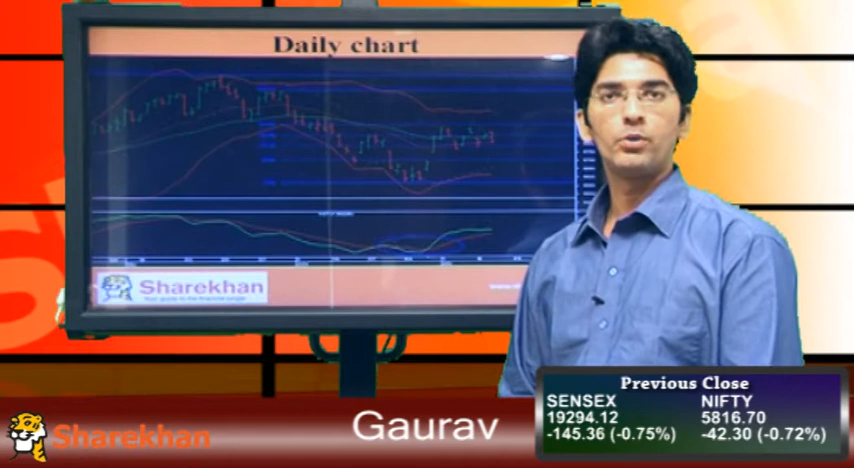 Daily chart
Sharekhan
Your guide to the financial jungle
Sharekhan
Gaurav
Previous Close
SENSEX NIFTY
19294.12 5816.70
-145.36 (-0.75%) -42.30 (-0.72%)